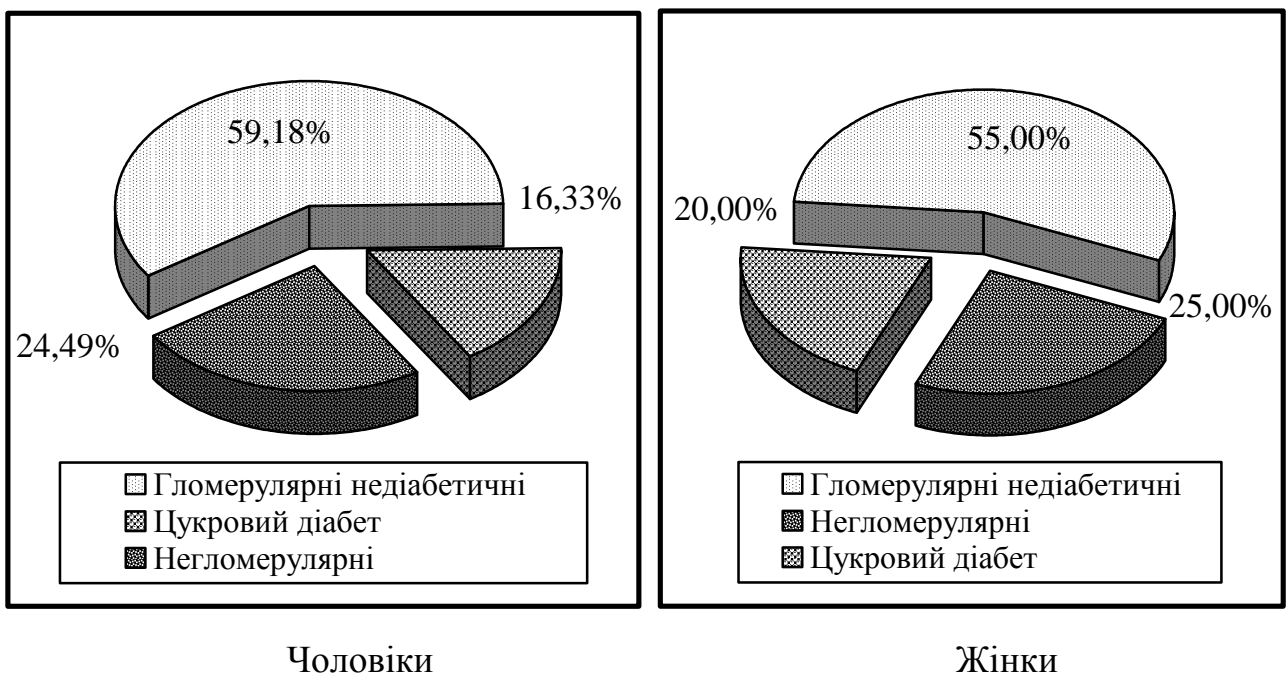 59,18%
16,33%
24,49%
Гломерулярні недіабетичні
Цукровий діабет
Негломерулярні
Чоловіки
55,00%
20,00%
25,00%
Гломерулярні недіабетичні
Негломерулярні
Цукровий діабет
Жінки